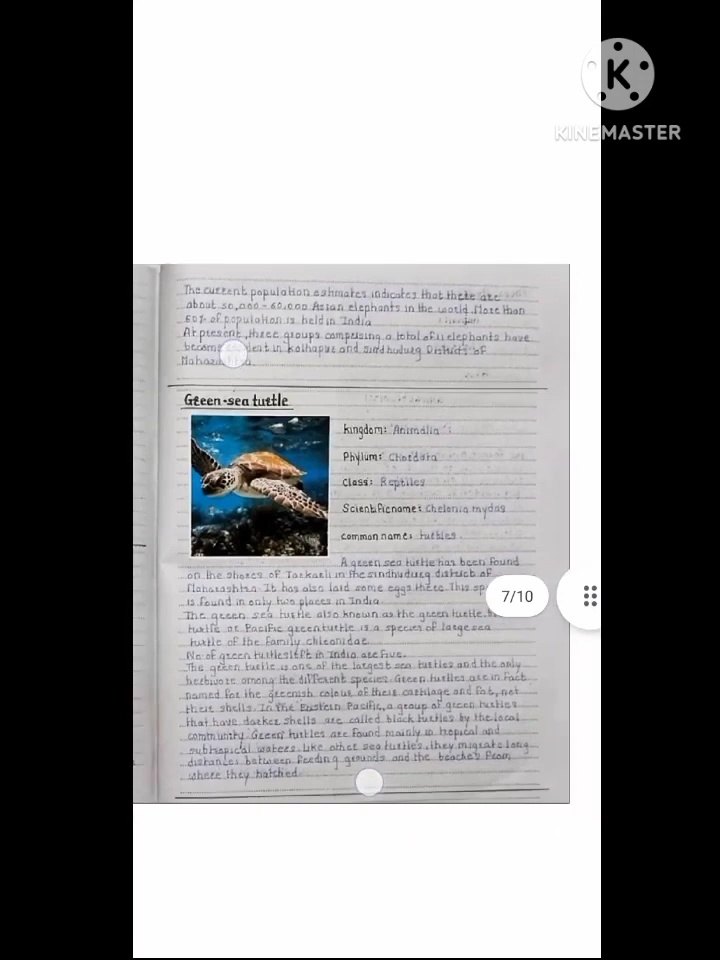 K
KINEMASTER
The current population estimates indicates that there are
about 50,000-60,000 Asian elephants in the world. More than
60% of population is held in India
At present, three groups comprising a total of 11 elephants have
become in Kolhapur and Sindhudurg Districts of
Green-sea turtle
kingdom: Animalia
Phylum: Chordata
Class: Reptiles
Scientific name: Chelonia mydas
common name: turtles
A green sea turtle has been found
on the shores of Tarkarli in the sindhudurg district of
Maharashtra. It has also laid some eggs there. This
is found in only two places in India.
The green sea turtle also known as the green turtle,
turtle or Pacific green turtle is a species of large sea
turtle of the family chleonidae.
No of green turtles left in India are five.
The green turtle is one of the largest sea turtles and the only
herbivore among the different species. Green turtles are in fact
named for the greenish colour of their cartilage and fat, not
their shells. In the Eastern Pacific, a group of green turtles
that have darker shells are called black turtles by the local
community. Green turtles are found mainly in tropical and
subtropical waters. Like other sea turtles, they migrate long
distances between feeding grounds and the beaches from
where they hatched
7/10